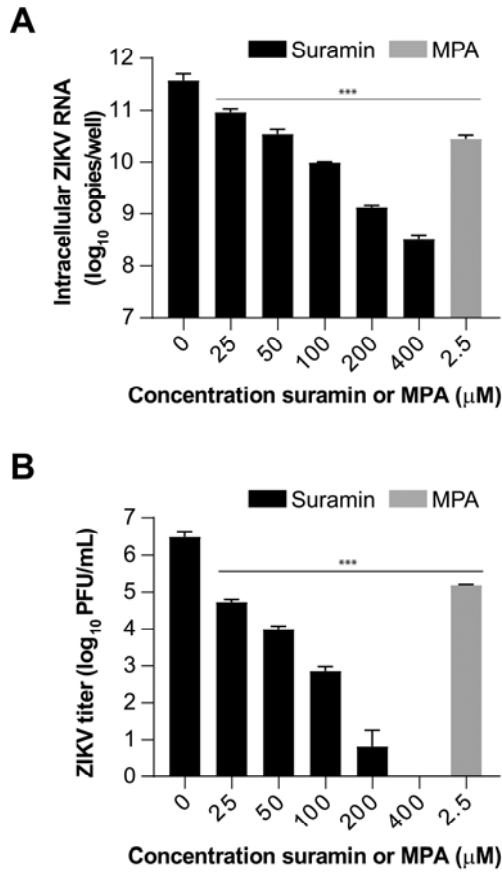 A
Suramin MPA
***
Intracellular ZIKV RNA
(log10 copies/well)
12
11
10
9
8
7
0 25 50 100 200 400 2.5
Concentration suramin or MPA (μM)
B
Suramin MPA
***
ZIKV titer (log10 PFU/mL)
7
6
5
4
3
2
1
0
0 25 50 100 200 400 2.5
Concentration suramin or MPA (μM)